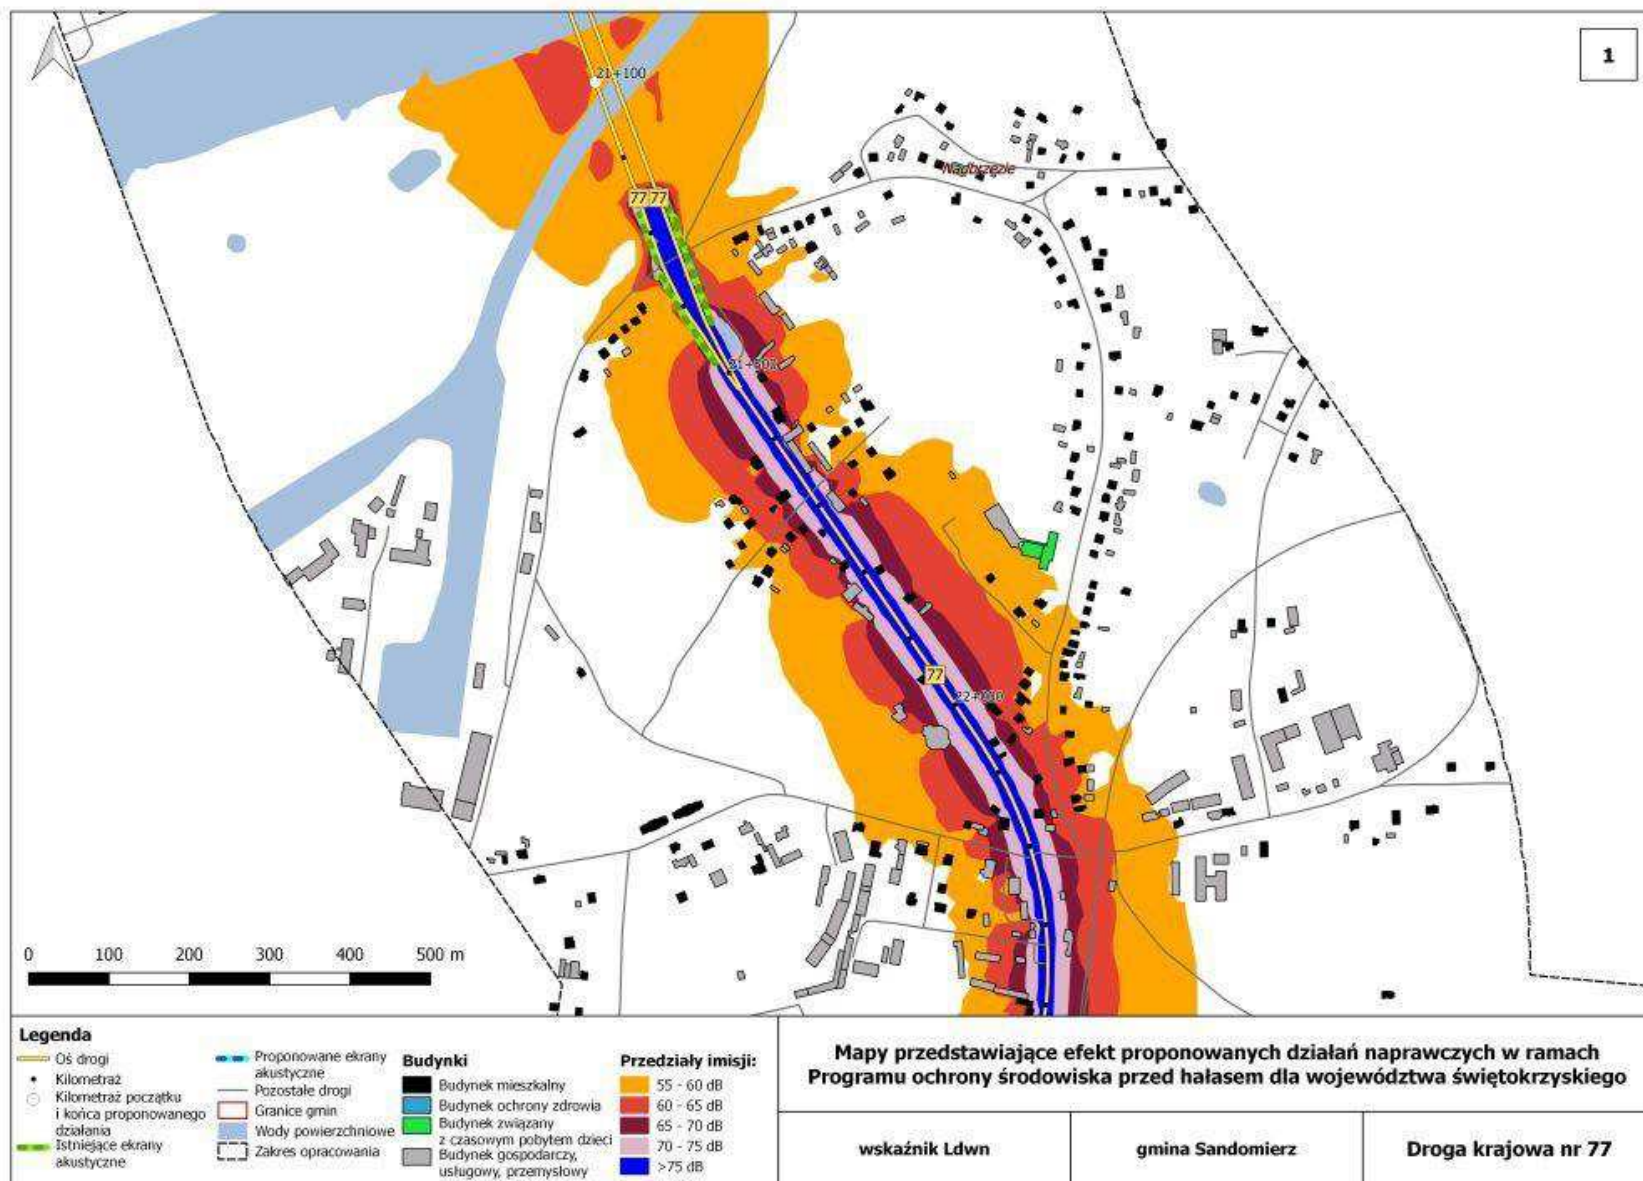 1
21+100
Nadbrzezie
77 77
77
0 100 200 300 400 500 m
Legenda
Oś drogi
Kilometraż
Kilometraż początku
i końca proponowanego
działania
Istniejące ekrany
akustyczne
Proponowane ekrany
akustyczne
Pozostałe drogi
Granice gmin
Wody powierzchniowe
Zakres opracowania
Budynki
Budynek mieszkalny
Budynek ochrony zdrowia
Budynek związany
z czasowym pobytem dzieci
Budynek gospodarczy,
usługowy, przemysłowy
Przedziały imisji:
55 - 60 dB
60 - 65 dB
65 - 70 dB
70 - 75 dB
>75 dB
Mapy przedstawiające efekt proponowanych działań naprawczych w ramach
Programu ochrony środowiska przed hałasem dla województwa świętokrzyskiego
wskaźnik Ldwn
gmina Sandomierz
Droga krajowa nr 77